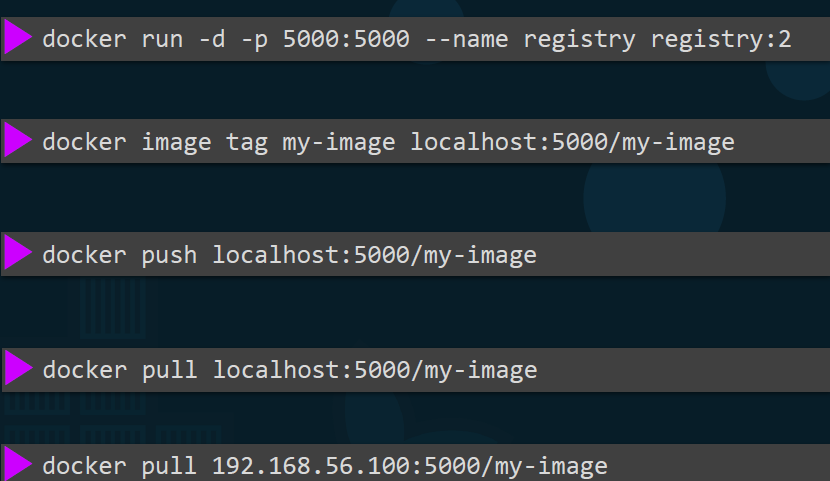 docker run -d -p 5000:5000 --name registry registry:2
docker image tag my-image localhost:5000/my-image
docker push localhost:5000/my-image
docker pull localhost:5000/my-image
docker pull 192.168.56.100:5000/my-image